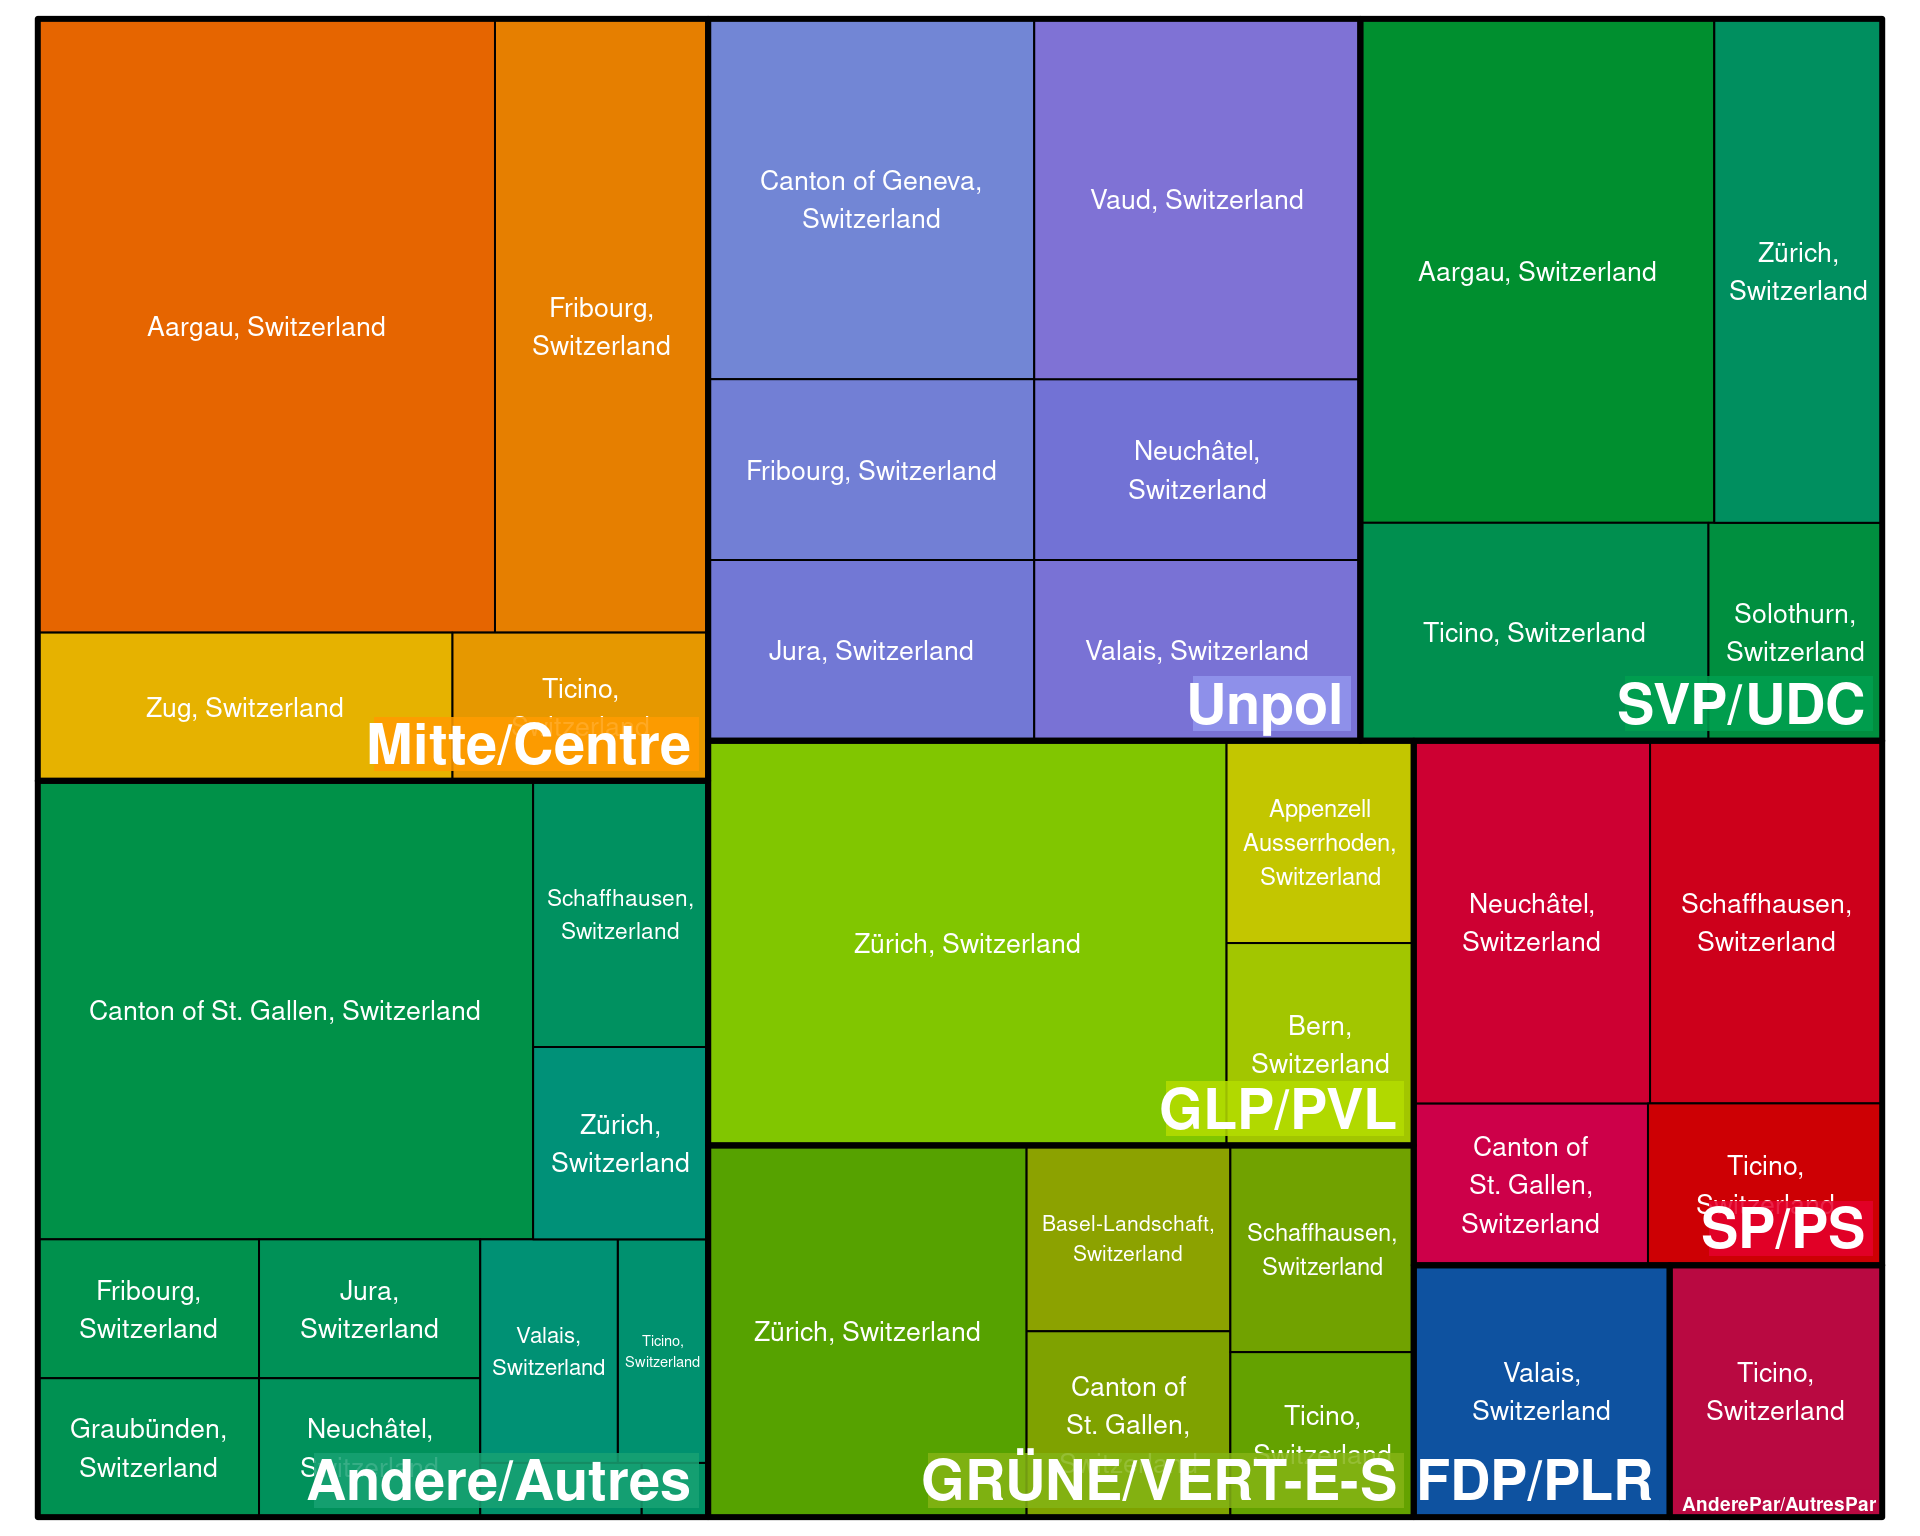 Aargau, Switzerland
Fribourg,
Switzerland
Zug, Switzerland
Ticino,
Switzerland
Mitte/Centre
Canton of Geneva,
Switzerland
Vaud, Switzerland
Fribourg, Switzerland
Neuchâtel,
Switzerland
Jura, Switzerland
Valais, Switzerland
Unpol
Aargau, Switzerland
Zürich,
Switzerland
Ticino, Switzerland
Solothurn,
Switzerland
SVP/UDC
Canton of St. Gallen, Switzerland
Schaffhausen,
Switzerland
Zürich,
Switzerland
Fribourg,
Switzerland
Jura,
Switzerland
Valais,
Switzerland
Ticino,
Switzerland
Graubünden,
Switzerland
Neuchâtel,
Switzerland
Andere/Autres
Zürich, Switzerland
Appenzell
Ausserrhoden,
Switzerland
Bern,
Switzerland
GLP/PVL
Zürich, Switzerland
Basel-Landschaft,
Switzerland
Schaffhausen,
Switzerland
Canton of
St. Gallen,
Switzerland
Ticino,
Switzerland
GRÜNE/VERT-E-S
Neuchâtel,
Switzerland
Schaffhausen,
Switzerland
Canton of
St. Gallen,
Switzerland
Ticino,
Switzerland
SP/PS
Valais,
Switzerland
FDP/PLR
Ticino,
Switzerland
AnderePar/AutresPar